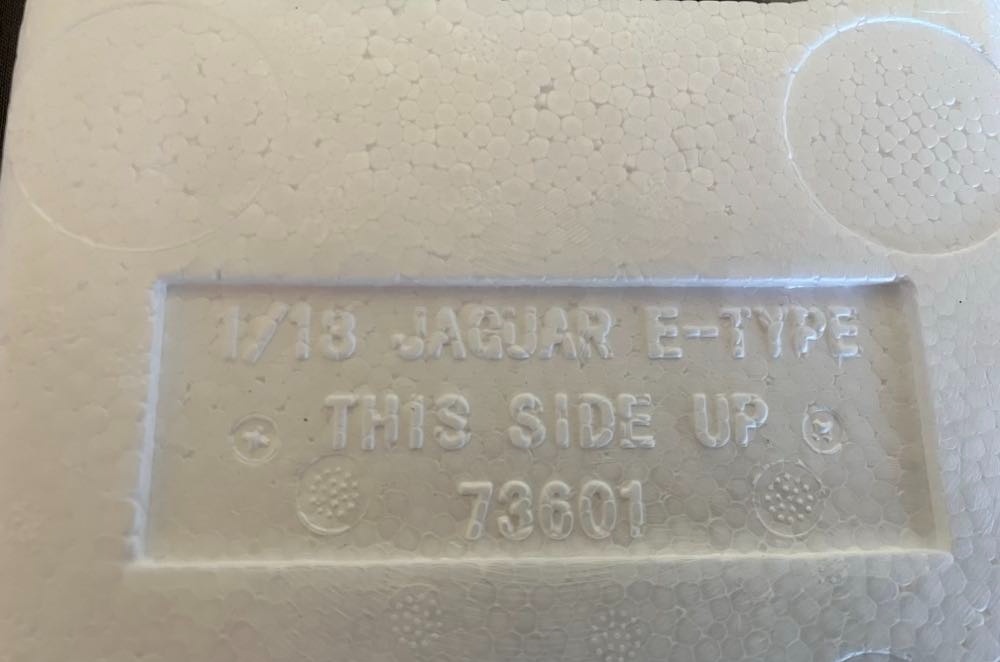 1/18 JAGUAR E-TYPE
THIS SIDE UP
73601